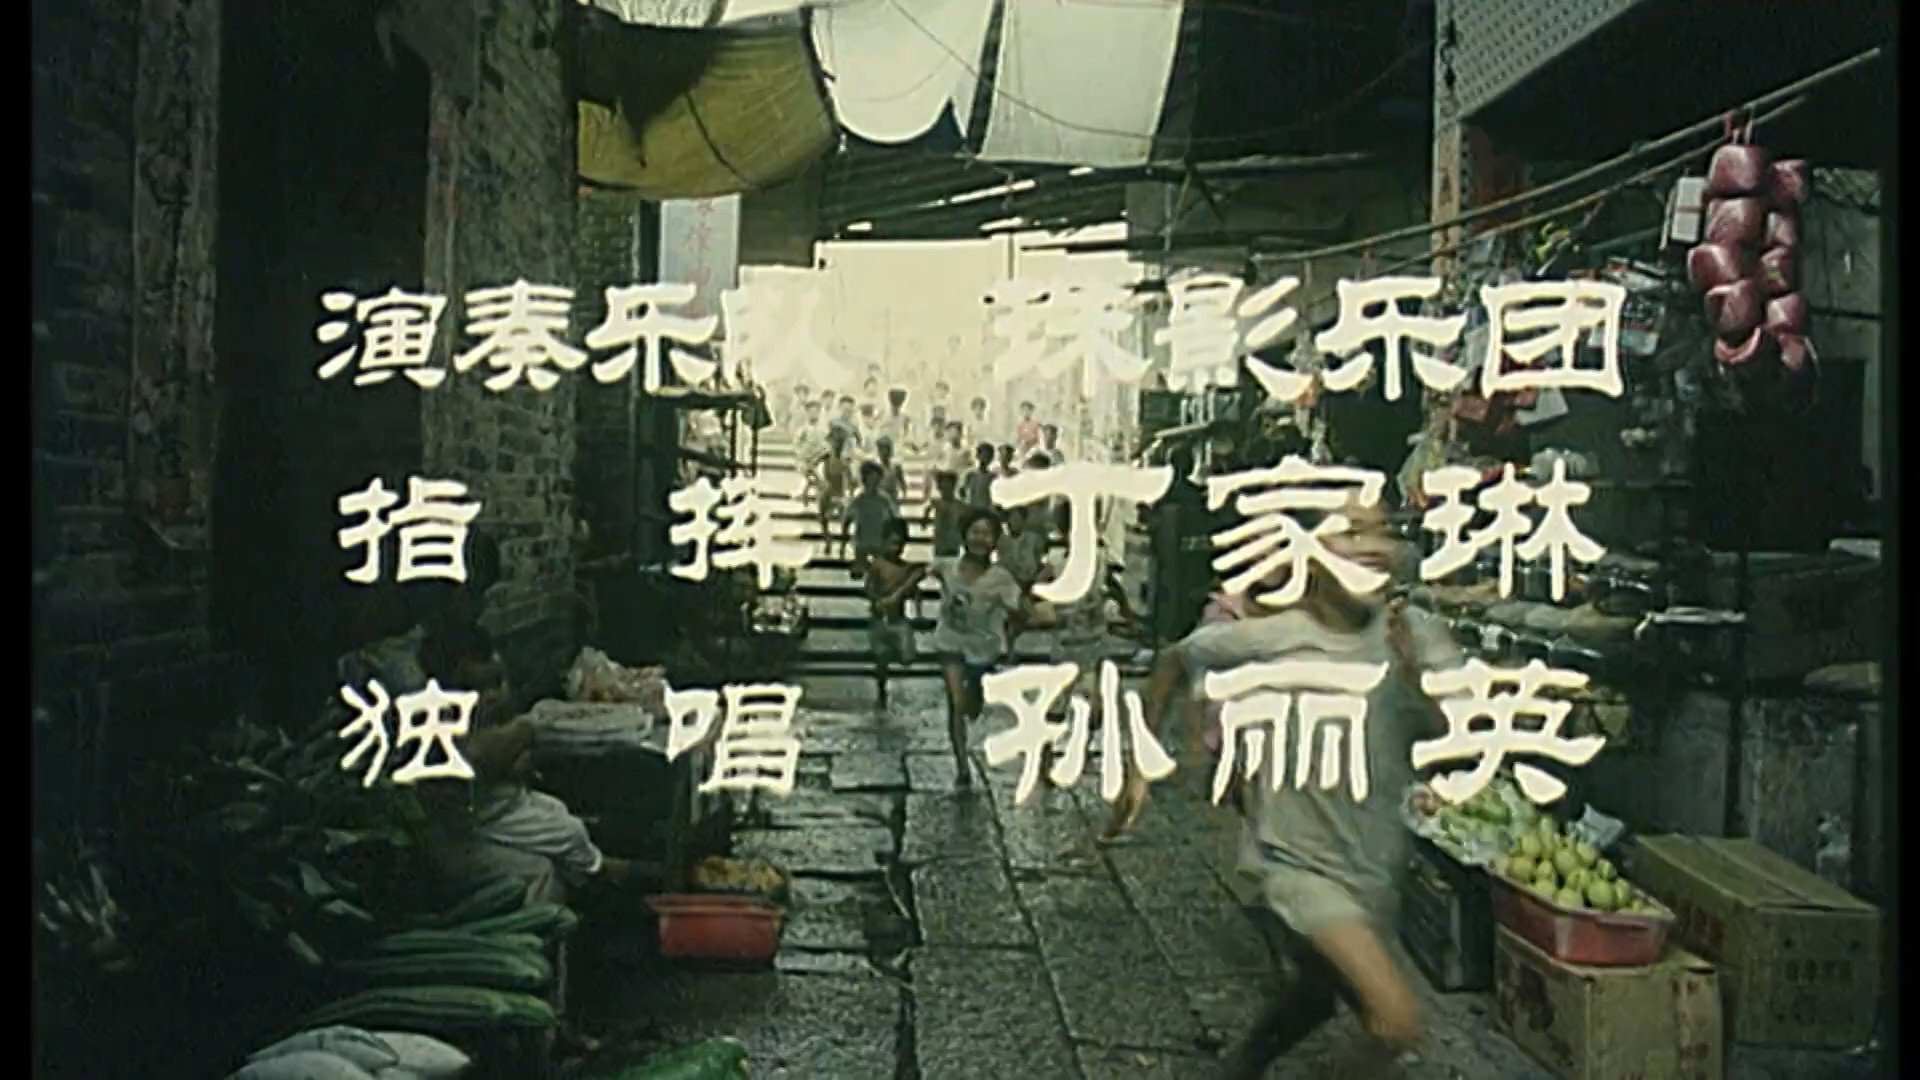 演奏乐队 珠影乐团
指挥 丁家琳
独唱 孙丽英